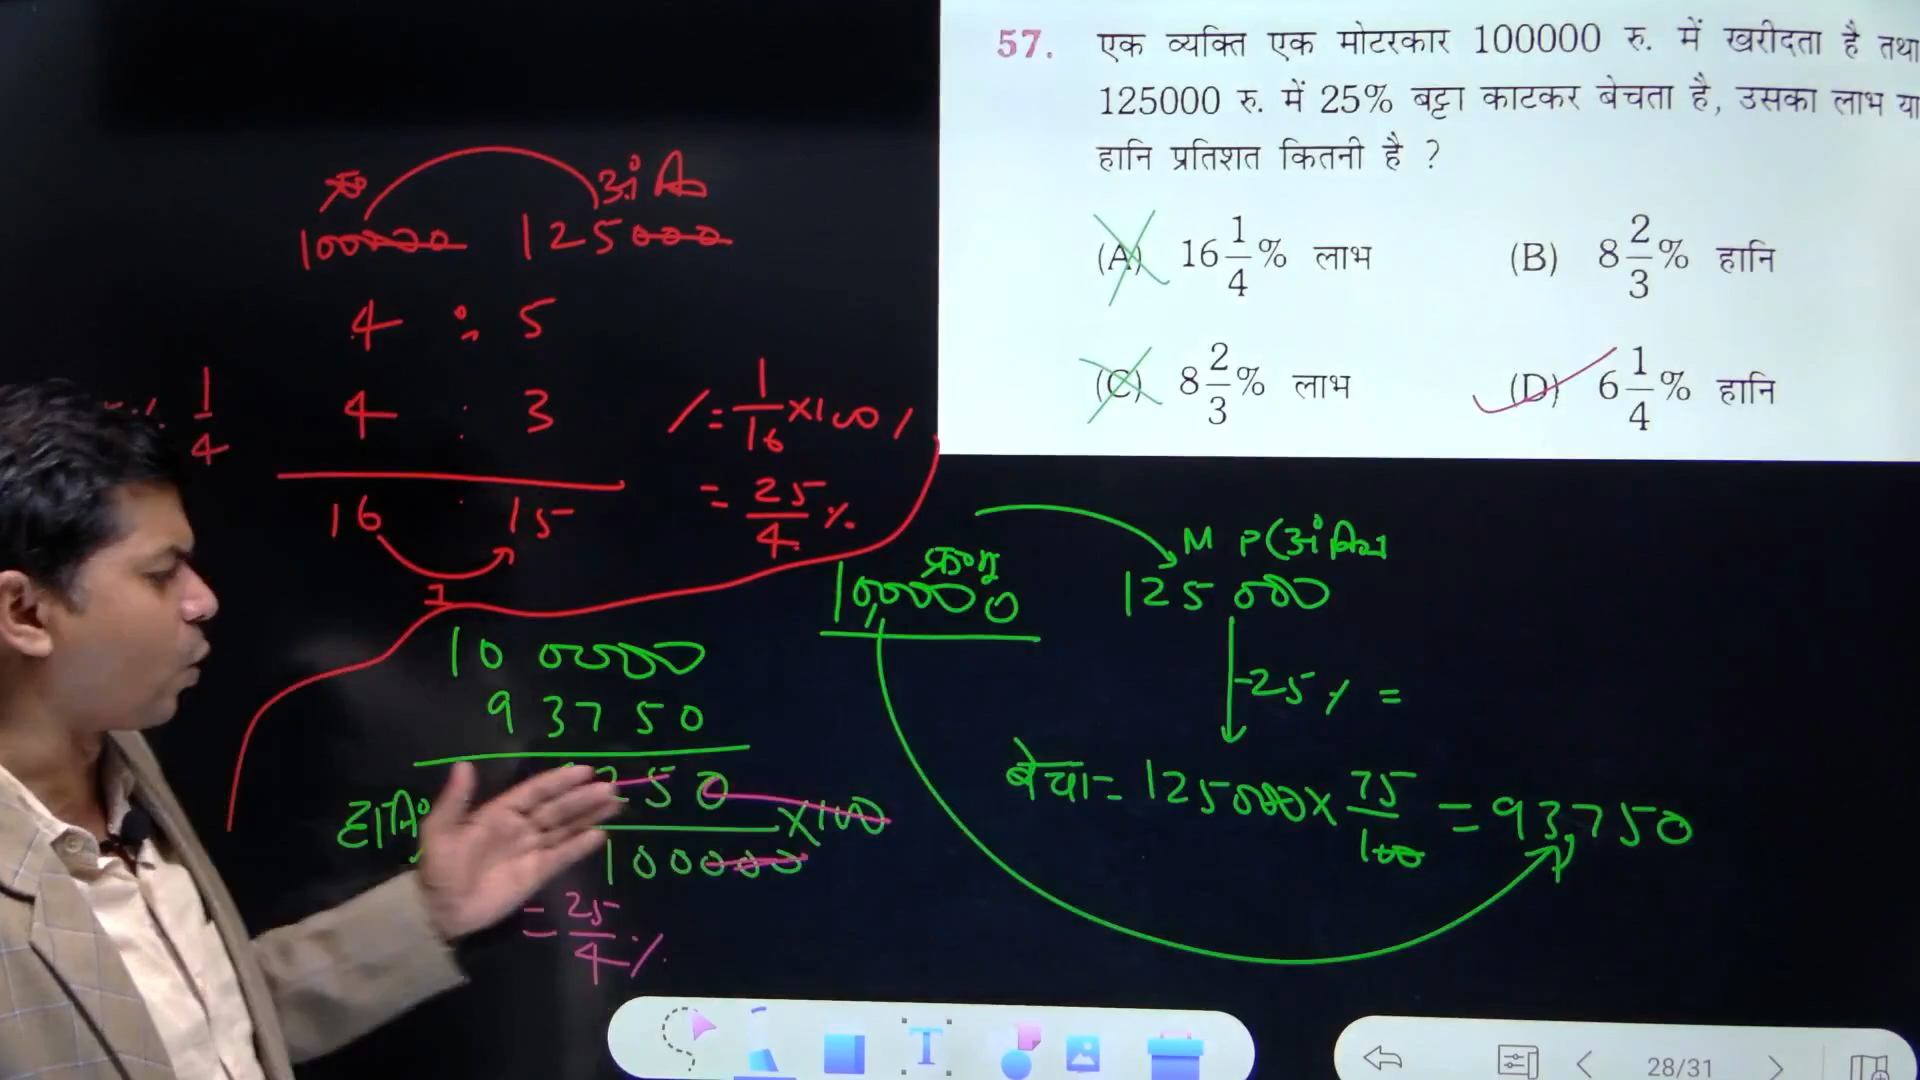 57. एक व्यक्ति एक मोटरकार 100000 रु. में खरीदता है तथा
125000 रु. में 25% बट्टा काटकर बेचता है, उसका लाभ या
हानि प्रतिशत कितनी है ?
(A) 16 1/4 % लाभ (B) 8 2/3 % हानि
(C) 8 2/3 % लाभ (D) 6 1/4 % हानि
100000 125000
4 : 5
1/4 4 : 3
16 : 15
1
% = 1/16 × 100%
= 25/4 %
M P (अंकित
100000 125000
-25% =
बेचा = 125000 × 75/100 = 93,750
100000
93750
250
हानि
100000 × 100
= 25/4 %
28/31